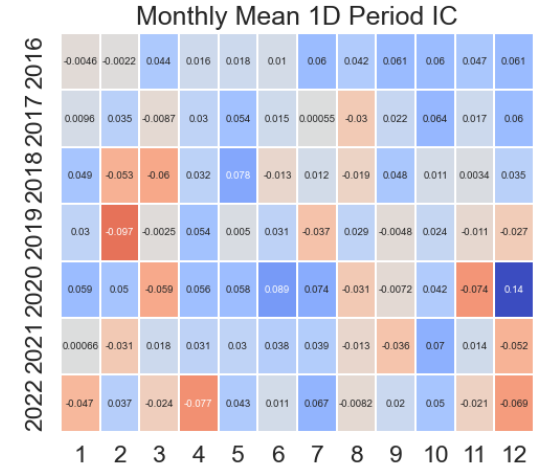 Monthly Mean 1D Period IC
2016 -0.0046 -0.0022 0.044 0.016 0.018 0.01 0.06 0.042 0.061 0.06 0.047 0.061
2017 0.0096 0.035 -0.0087 0.03 0.054 0.015 0.00055 -0.03 0.022 0.064 0.017 0.06
2018 0.049 -0.053 -0.06 0.032 0.078 -0.013 0.012 -0.019 0.048 0.011 0.0034 0.035
2019 0.03 -0.097 -0.0025 0.054 0.005 0.031 -0.037 0.029 -0.0048 0.024 -0.011 -0.027
2020 0.059 0.05 -0.059 0.056 0.058 0.089 0.074 -0.031 -0.0072 0.042 -0.074 0.14
2021 0.00066 -0.031 0.018 0.031 0.03 0.038 0.039 -0.013 -0.036 0.07 0.014 -0.052
2022 -0.047 0.037 -0.024 -0.077 0.043 0.011 0.067 -0.0082 0.02 0.05 -0.021 -0.069
1 2 3 4 5 6 7 8 9 10 11 12